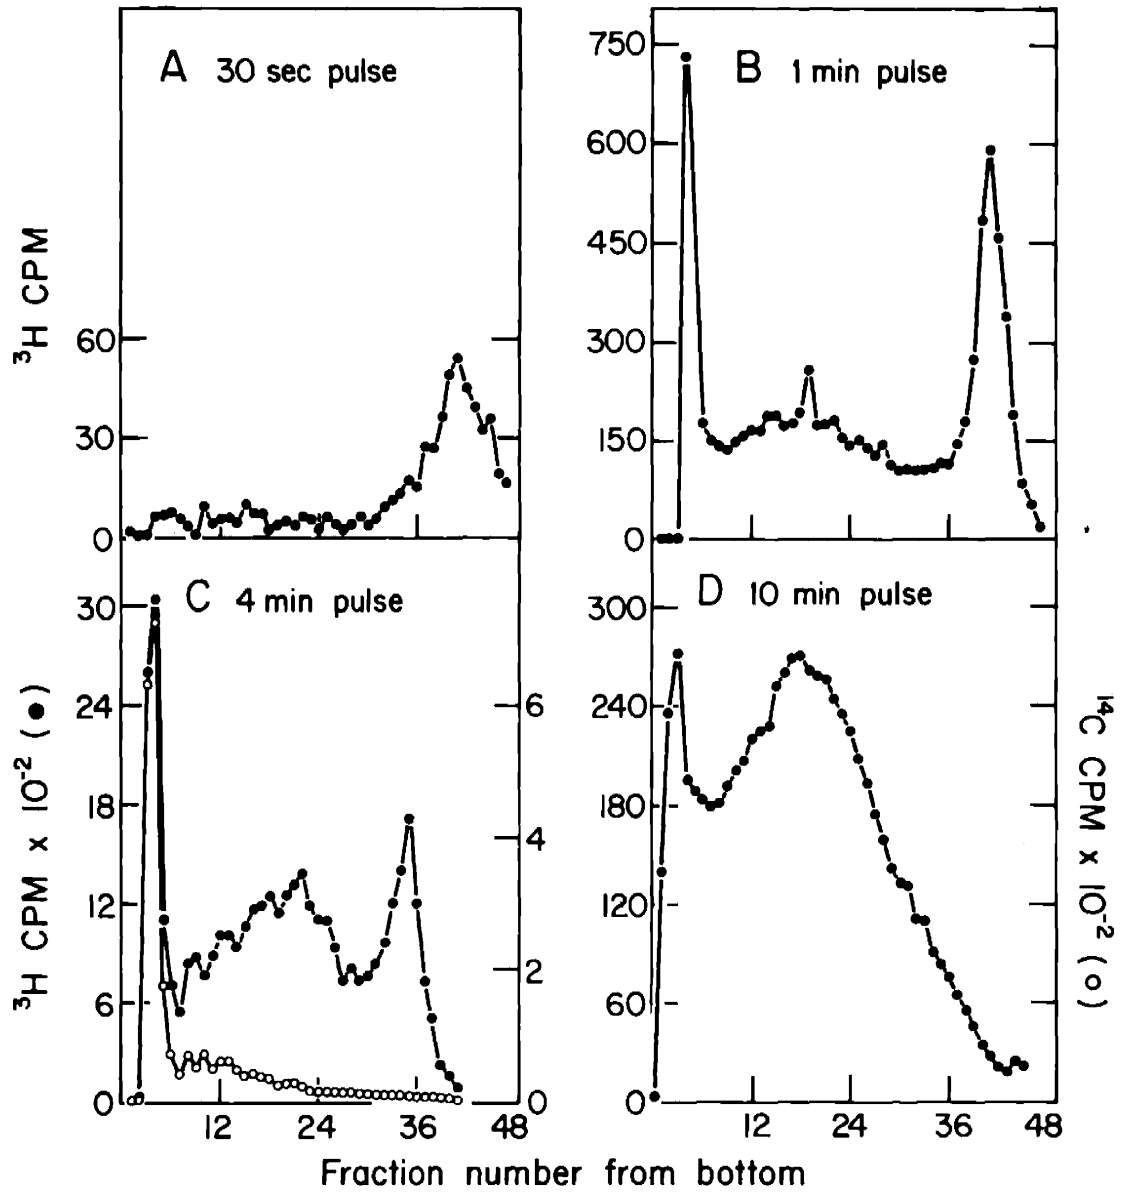 A 30 sec pulse
B 1 min pulse
³H CPM
60
30
0
750
600
450
300
150
0
C 4 min pulse
D 10 min pulse
³H CPM x 10⁻² (●)
30
24
18
12
6
0
6
4
2
0
300
240
180
120
60
0
¹⁴C CPM x 10⁻² (o)
12 24 36 48
12 24 36 48
Fraction number from bottom